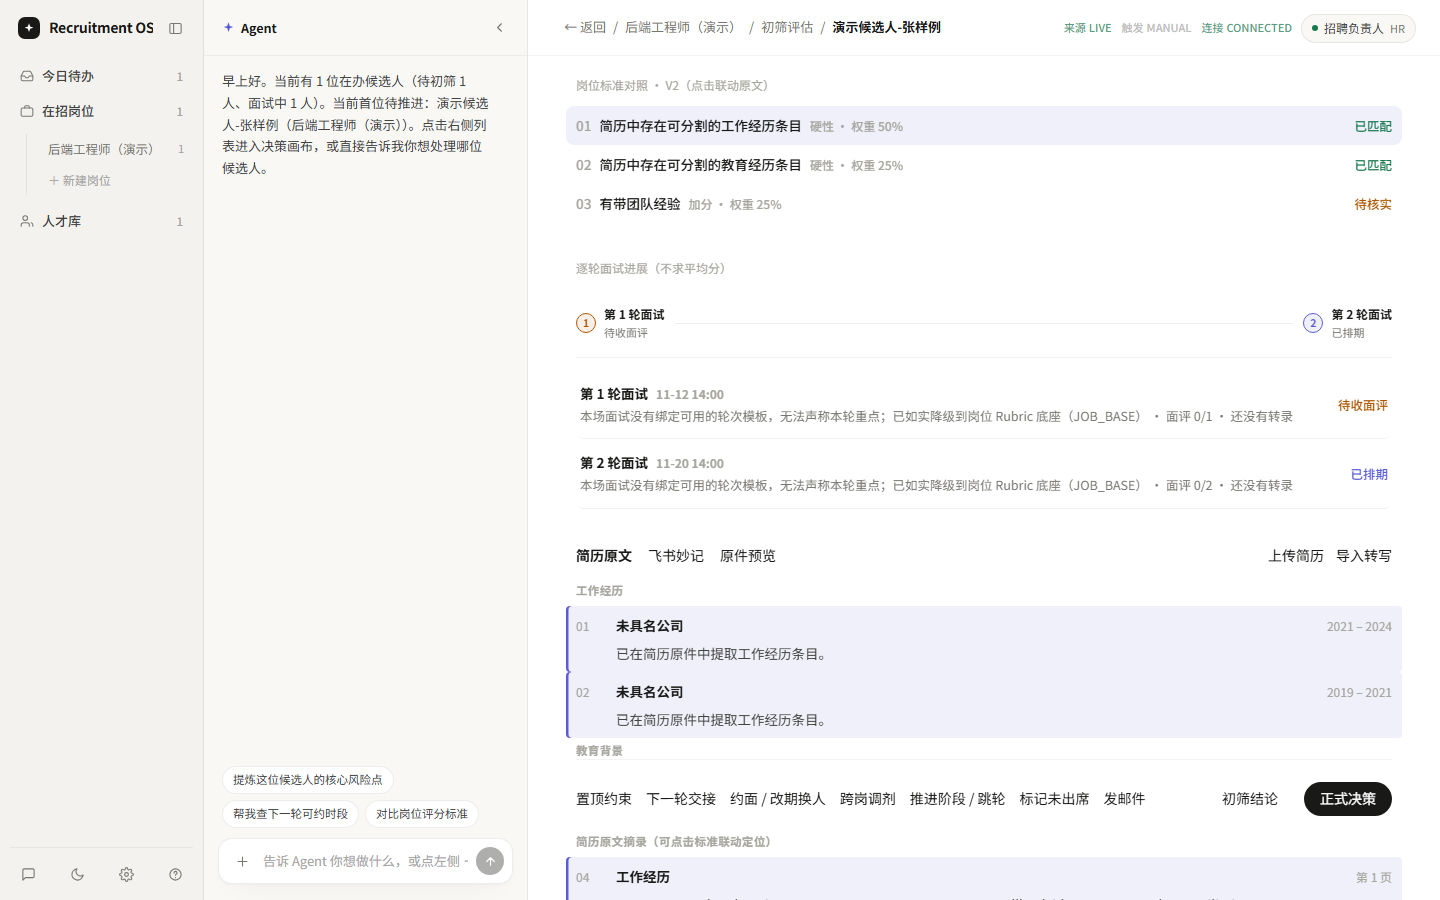 Recruitment OS
今日待办 1
在招岗位 1
后端工程师（演示） 1
＋ 新建岗位
人才库 1
Agent
早上好。当前有 1 位在办候选人（待初筛 1
人、面试中 1 人）。当前首位待推进：演示候选
人-张样例（后端工程师（演示））。点击右侧列
表进入决策画布，或直接告诉我你想处理哪位
候选人。
提炼这位候选人的核心风险点
帮我查下一轮可约时段
对比岗位评分标准
告诉 Agent 你想做什么，或点左侧
← 返回 / 后端工程师（演示） / 初筛评估 / 演示候选人-张样例
来源 LIVE 触发 MANUAL 连接 CONNECTED
招聘负责人 HR
岗位标准对照 · V2（点击联动原文）
01 简历中存在可分割的工作经历条目 硬性 · 权重 50% 已匹配
02 简历中存在可分割的教育经历条目 硬性 · 权重 25% 已匹配
03 有带团队经验 加分 · 权重 25% 待核实
逐轮面试进展（不求平均分）
1 第 1 轮面试
待收面评
2 第 2 轮面试
已排期
第 1 轮面试 11-12 14:00
本场面试没有绑定可用的轮次模板，无法声称本轮重点；已如实降级到岗位 Rubric 底座（JOB_BASE） · 面评 0/1 · 还没有转录
待收面评
第 2 轮面试 11-20 14:00
本场面试没有绑定可用的轮次模板，无法声称本轮重点；已如实降级到岗位 Rubric 底座（JOB_BASE） · 面评 0/2 · 还没有转录
已排期
简历原文 飞书妙记 原件预览 上传简历 导入转写
工作经历
01 未具名公司 2021 – 2024
已在简历原件中提取工作经历条目。
02 未具名公司 2019 – 2021
已在简历原件中提取工作经历条目。
教育背景
置顶约束 下一轮交接 约面 / 改期换人 跨岗调剂 推进阶段 / 跳轮 标记未出席 发邮件 初筛结论 正式决策
简历原文摘录（可点击标准联动定位）
04 工作经历 第 1 页